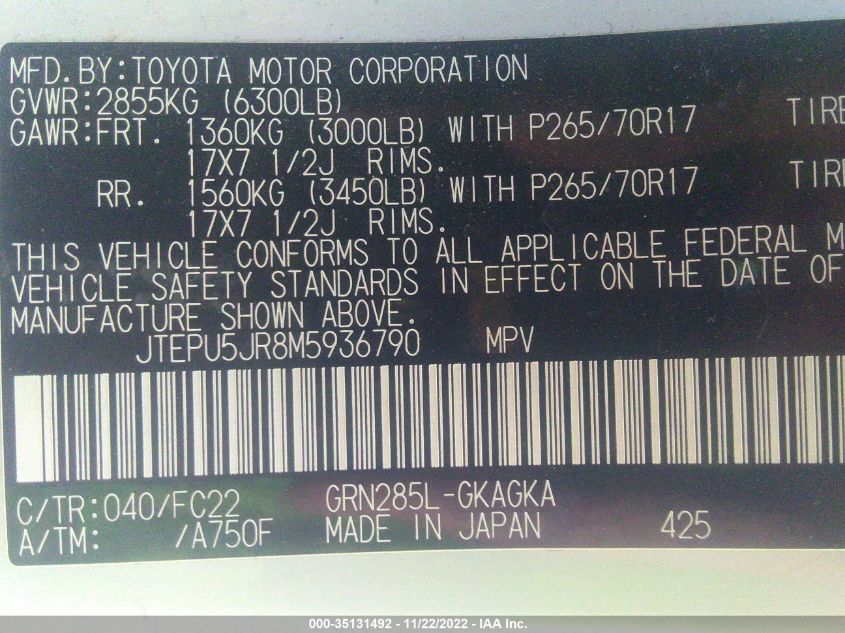 MFD.BY:TOYOTA MOTOR CORPORATION
GVWR:2855KG (6300LB)
GAWR:FRT. 1360KG (3000LB) WITH P265/70R17 TIRE
17X7 1/2J RIMS.
RR. 1560KG (3450LB) WITH P265/70R17 TIRE
17X7 1/2J RIMS.
THIS VEHICLE CONFORMS TO ALL APPLICABLE FEDERAL M
VEHICLE SAFETY STANDARDS IN EFFECT ON THE DATE OF
MANUFACTURE SHOWN ABOVE.
JTEPU5JR8M5936790 MPV
C/TR:040/FC22 GRN285L-GKAGKA
A/TM: /A750F MADE IN JAPAN 425
000-35131492 - 11/22/2022 - IAA Inc.